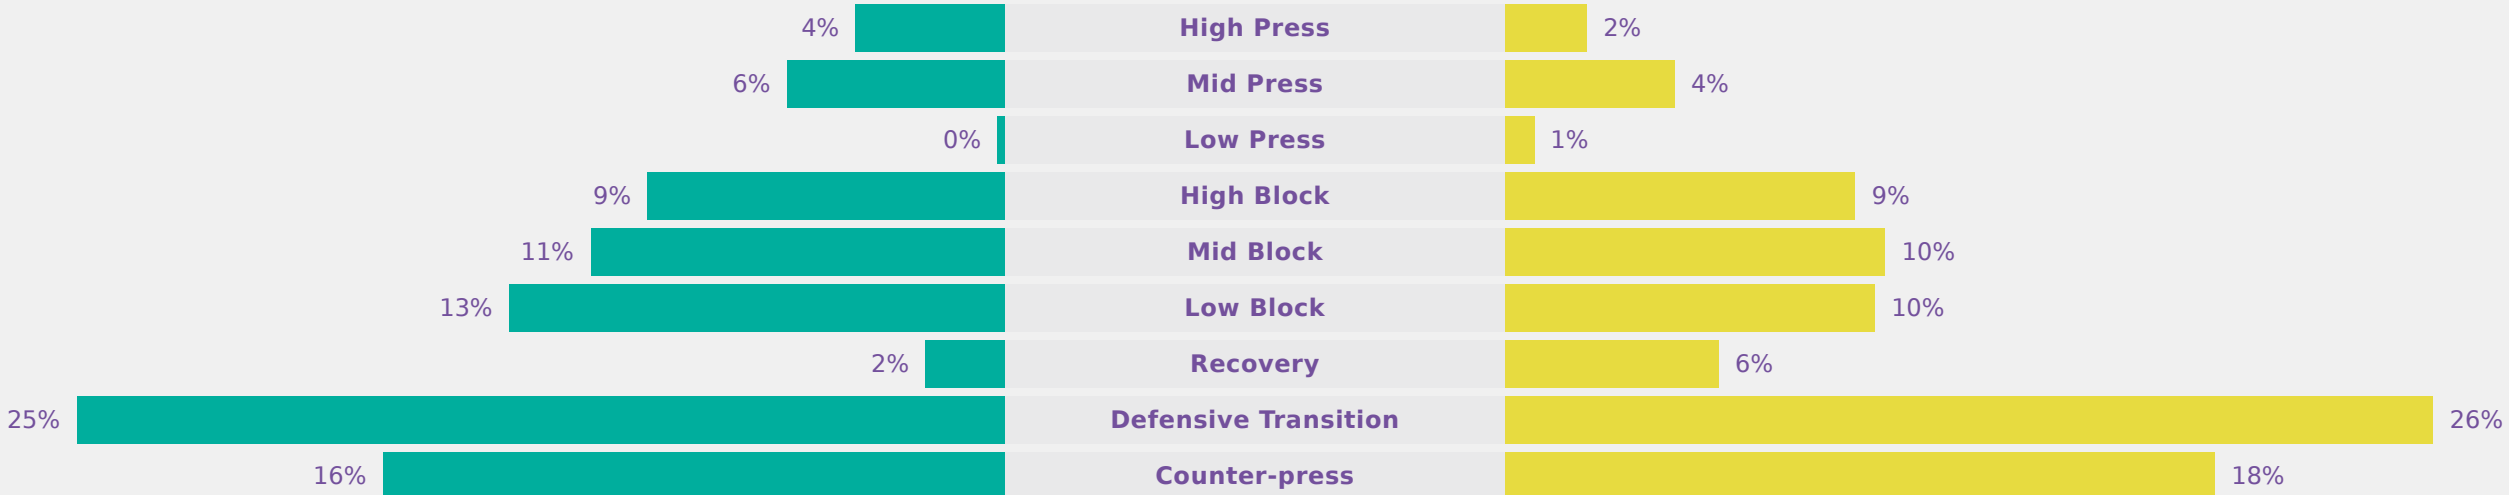 4% High Press 2%
6% Mid Press 4%
0% Low Press 1%
9% High Block 9%
11% Mid Block 10%
13% Low Block 10%
2% Recovery 6%
25% Defensive Transition 26%
16% Counter-press 18%